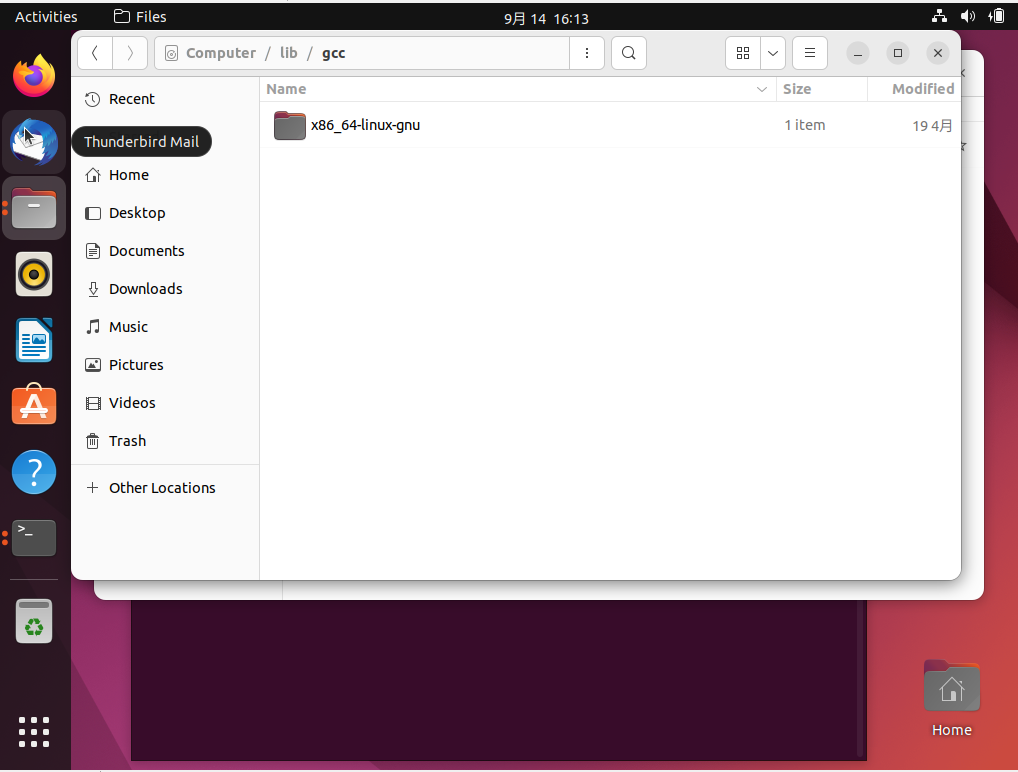 Activities Files 9月 14 16:13
Computer / lib / gcc
Name Size Modified
Recent
x86_64-linux-gnu 1 item 19 4月
Thunderbird Mail
Home
Desktop
Documents
Downloads
Music
Pictures
Videos
Trash
Other Locations
>_
Home